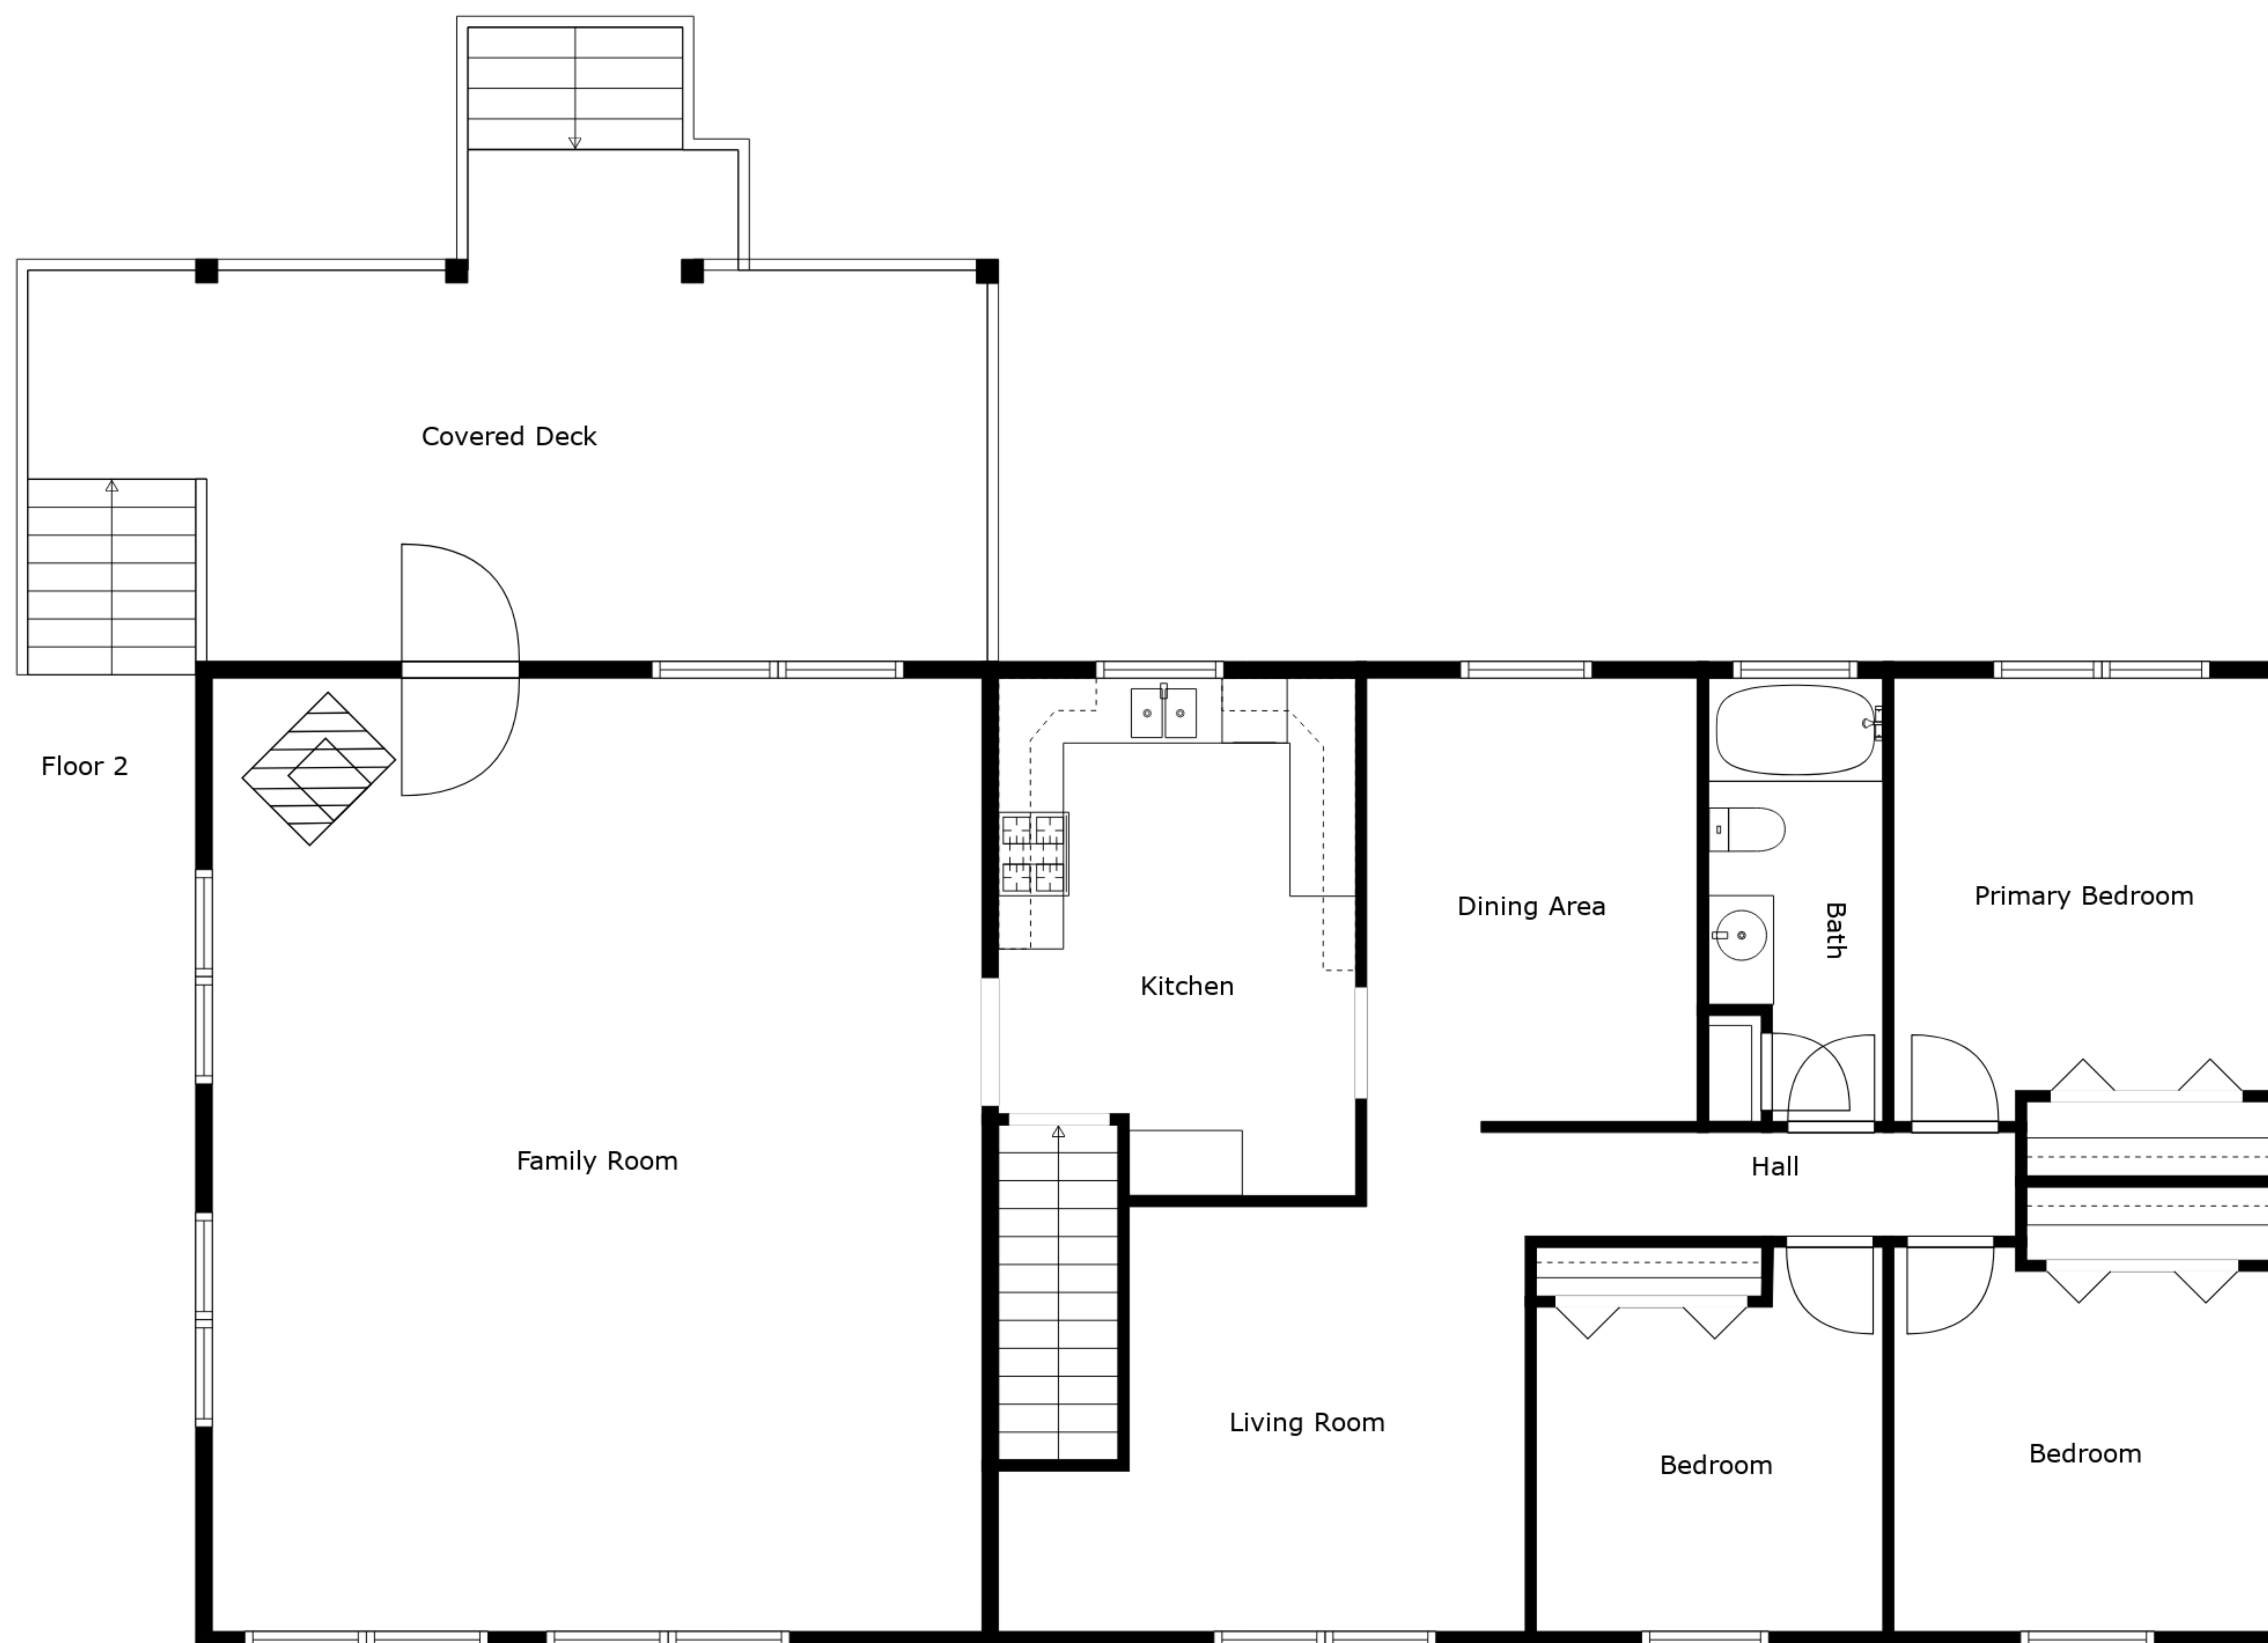 Covered Deck
Floor 2
Primary Bedroom
Dining Area
Bath
Kitchen
Family Room
Hall
Living Room
Bedroom
Bedroom